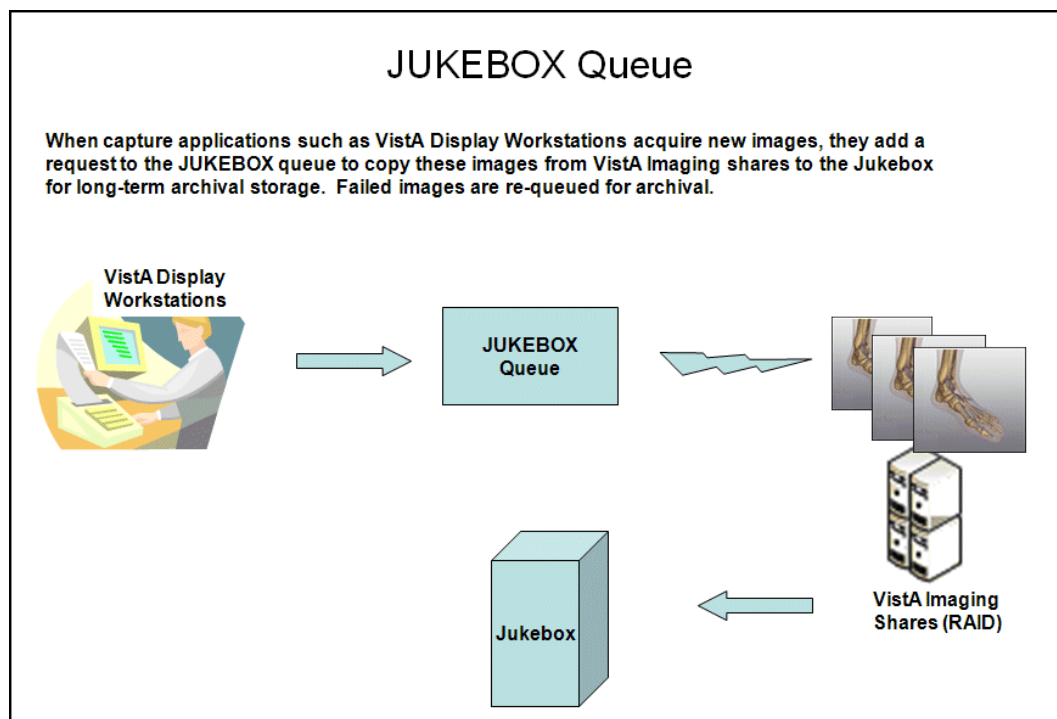 JUKEBOX Queue
When capture applications such as VistA Display Workstations acquire new images, they add a
request to the JUKEBOX queue to copy these images from VistA Imaging shares to the Jukebox
for long-term archival storage.  Failed images are re-queued for archival.
VistA Display
Workstations
JUKEBOX
Queue
Jukebox
VistA Imaging
Shares (RAID)